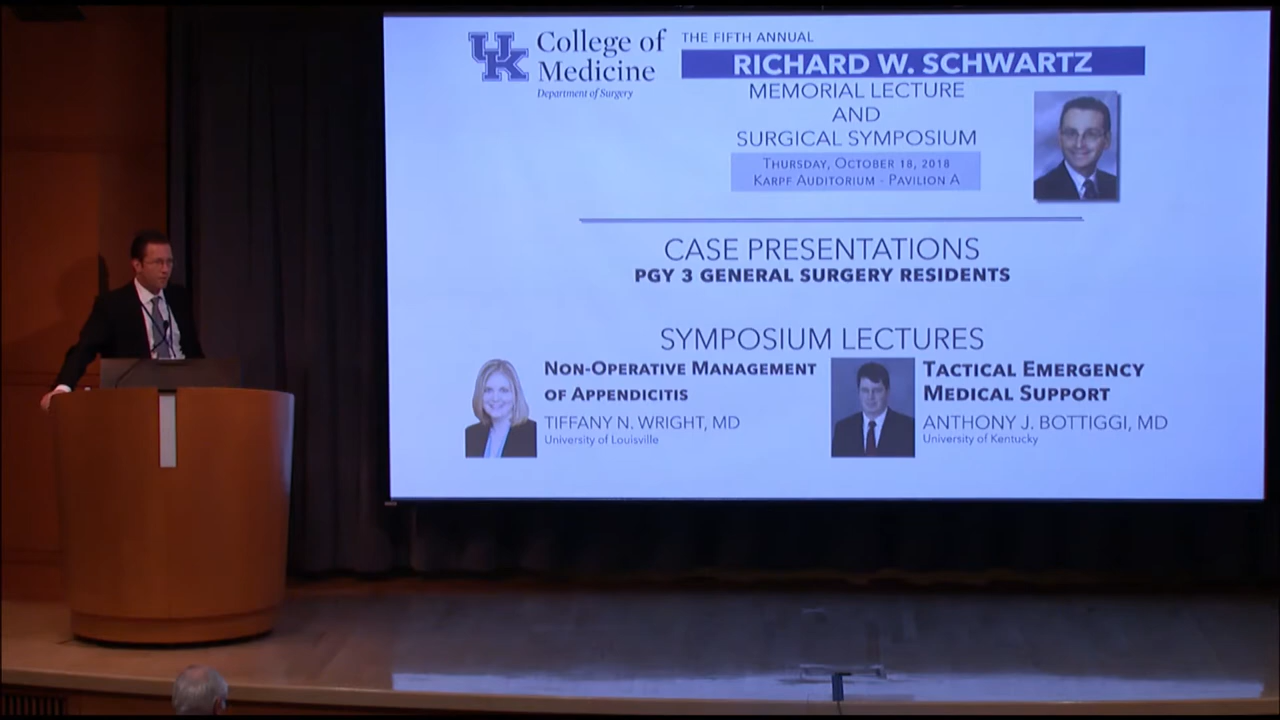 UK
College of
Medicine
Department of Surgery
THE FIFTH ANNUAL
RICHARD W. SCHWARTZ
MEMORIAL LECTURE
AND
SURGICAL SYMPOSIUM
THURSDAY, OCTOBER 18, 2018
KARPF AUDITORIUM - PAVILION A
CASE PRESENTATIONS
PGY 3 GENERAL SURGERY RESIDENTS
SYMPOSIUM LECTURES
NON-OPERATIVE MANAGEMENT
OF APPENDICITIS
TIFFANY N. WRIGHT, MD
University of Louisville
TACTICAL EMERGENCY
MEDICAL SUPPORT
ANTHONY J. BOTTIGGI, MD
University of Kentucky